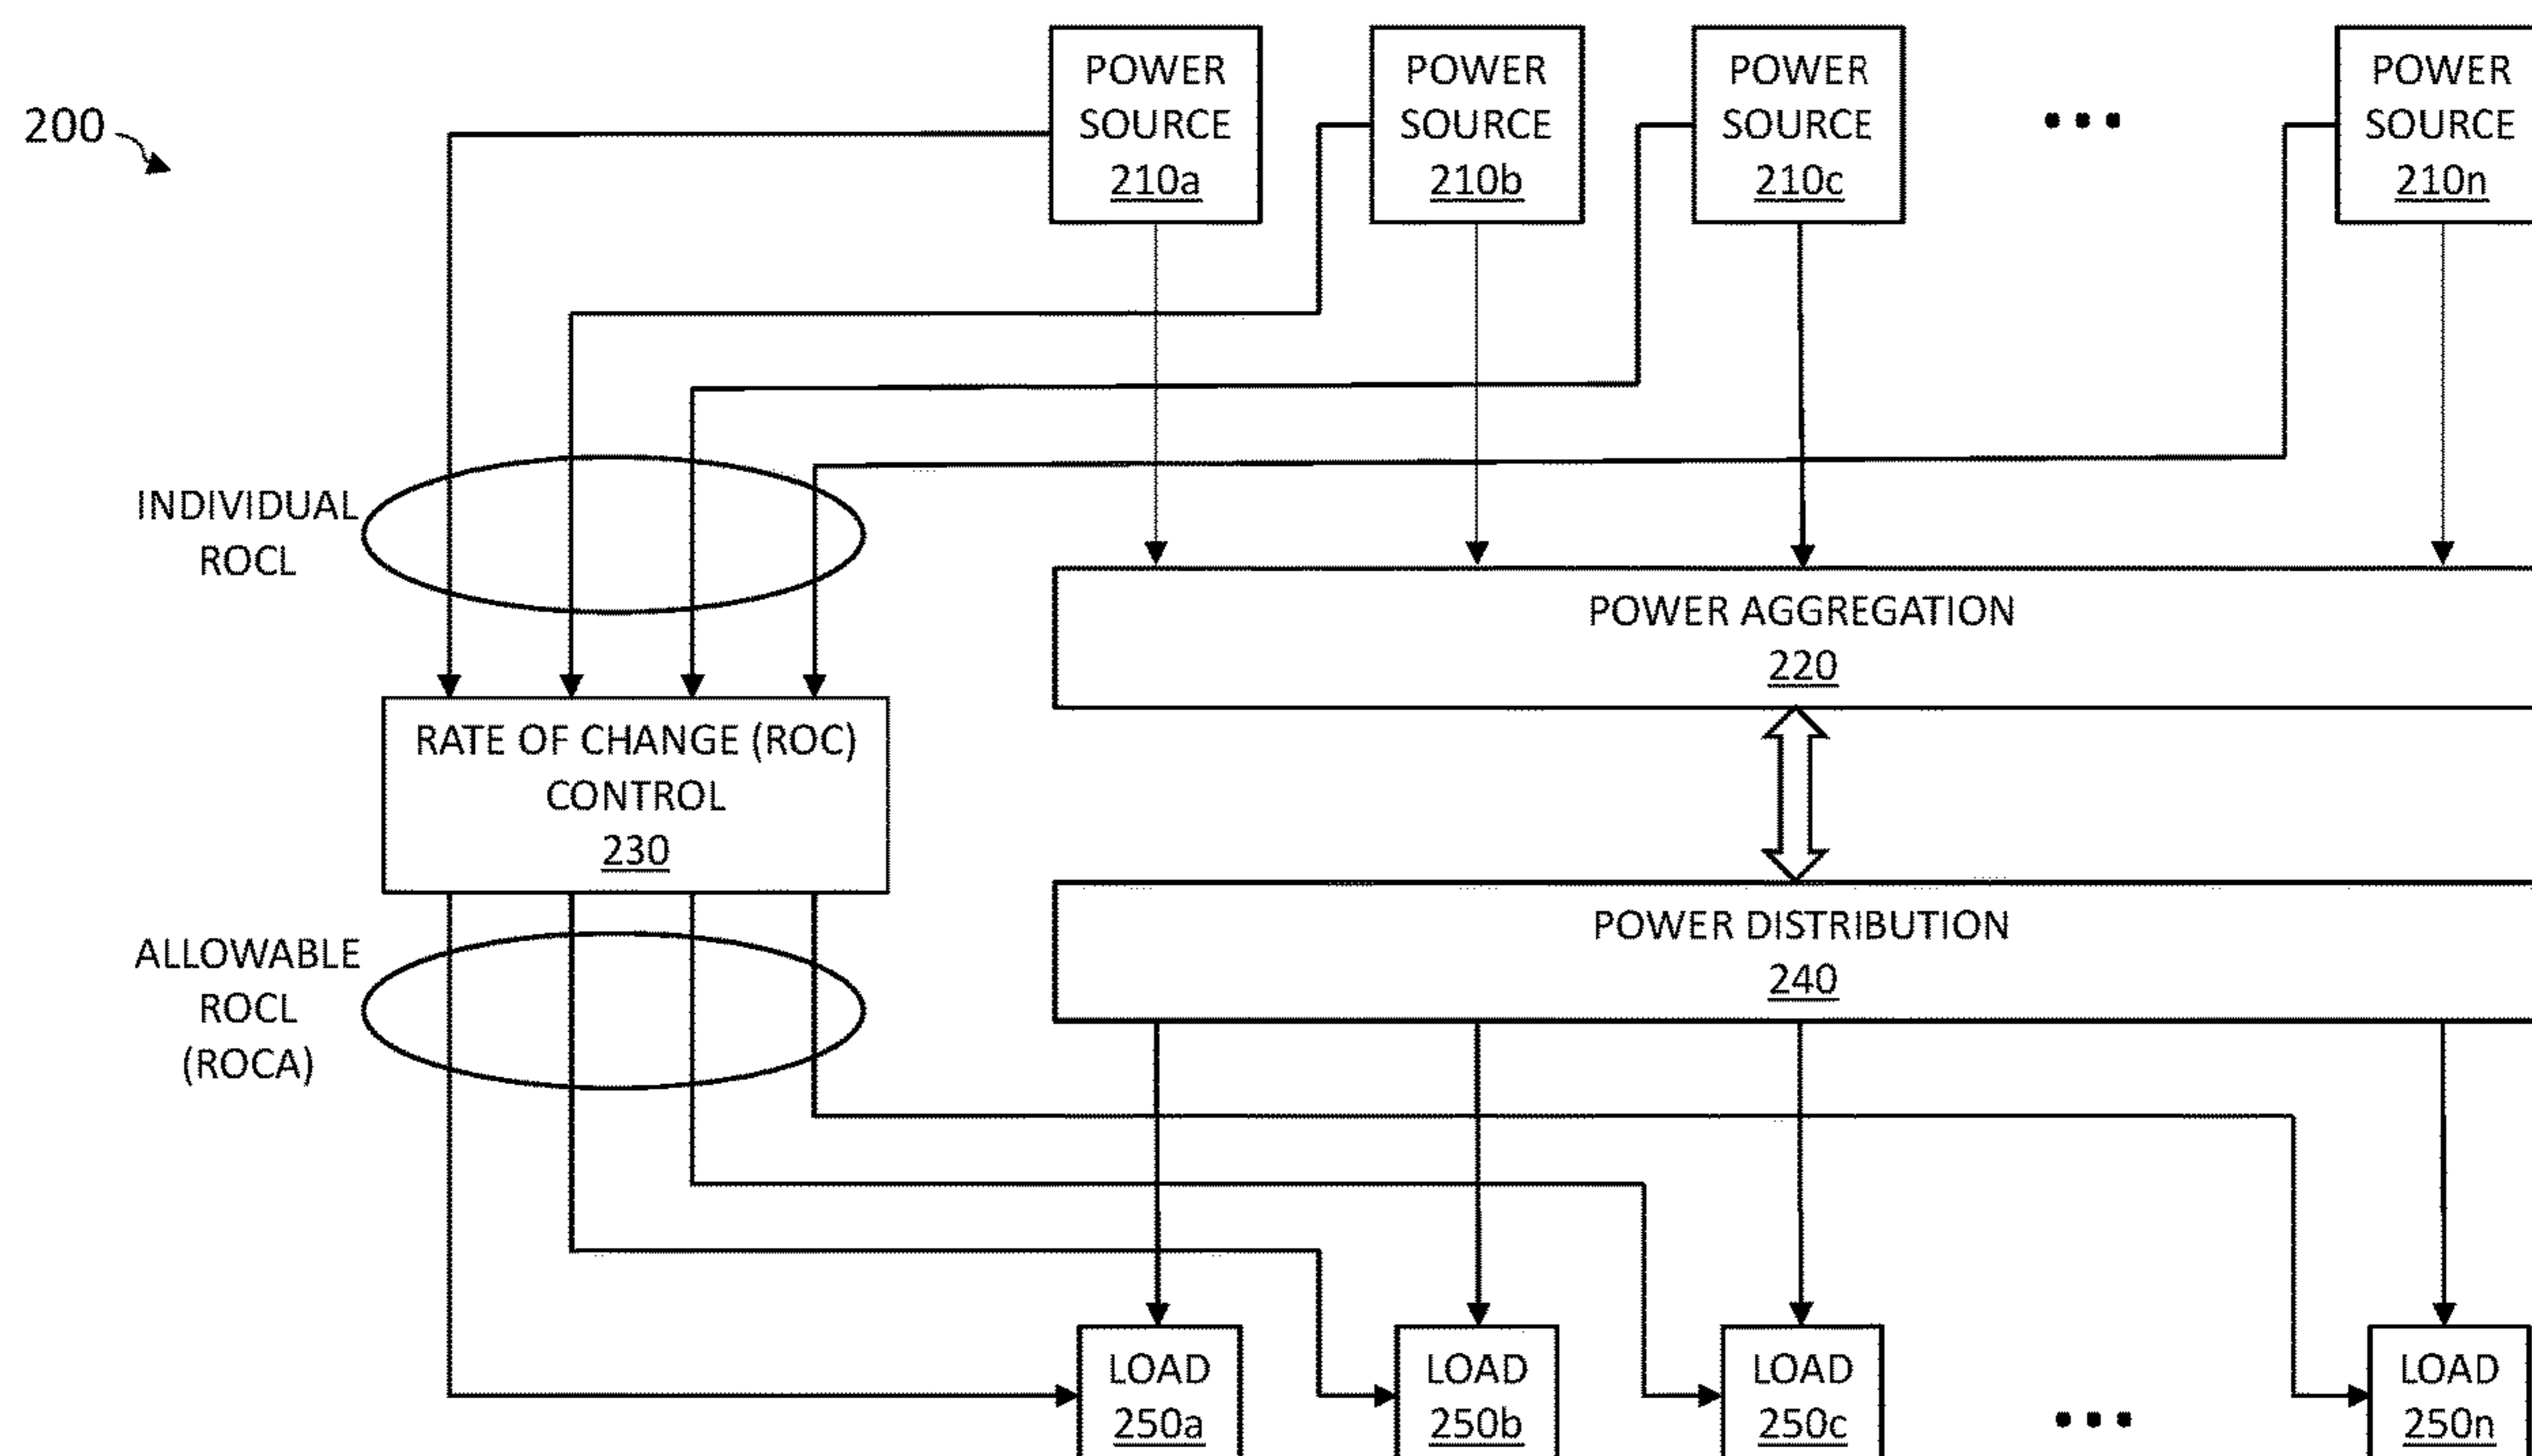 200
POWER
SOURCE
210a
POWER
SOURCE
210b
POWER
SOURCE
210c
POWER
SOURCE
210n
INDIVIDUAL
ROCL
POWER AGGREGATION
220
RATE OF CHANGE (ROC)
CONTROL
230
POWER DISTRIBUTION
240
ALLOWABLE
ROCL
(ROCA)
LOAD
250a
LOAD
250b
LOAD
250c
LOAD
250n